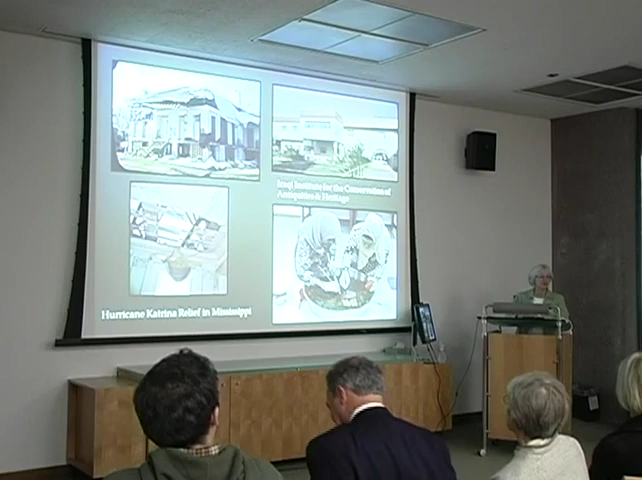 Iraqi Institute for the Conservation of
Antiquities & Heritage
Hurricane Katrina Relief in Mississippi